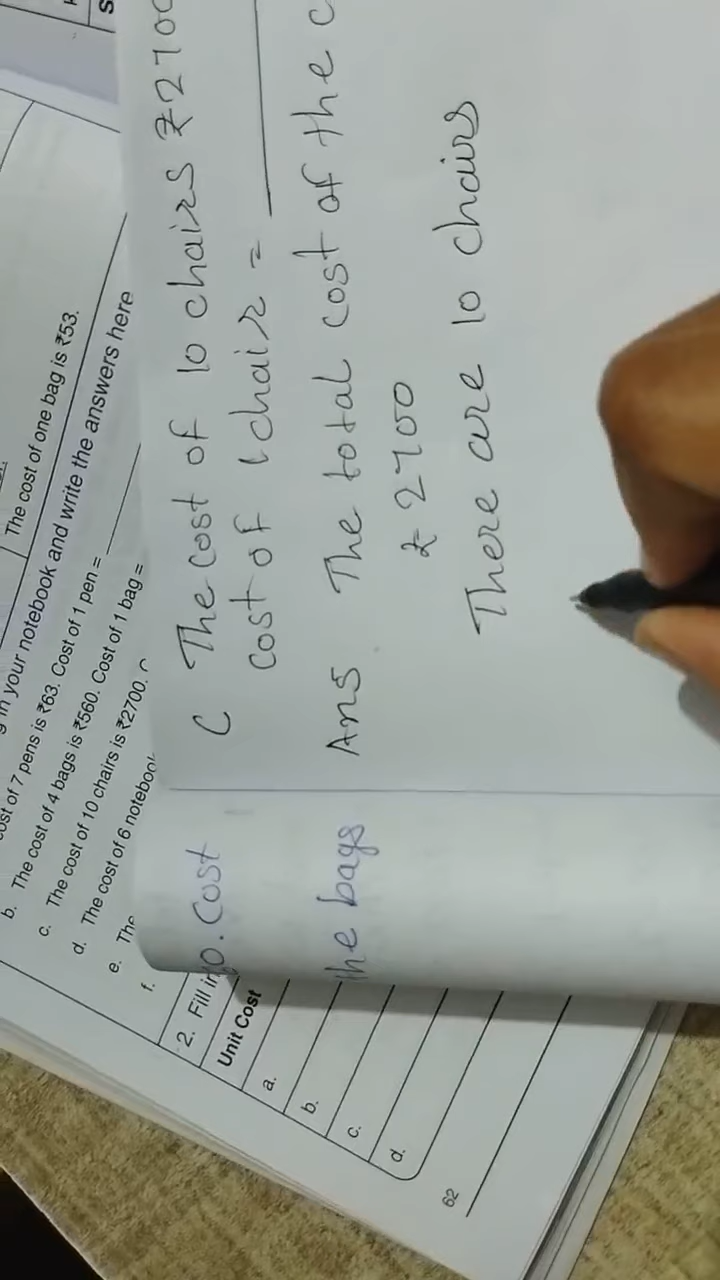 The cost of one bag is ₹53.
in your notebook and write the answers here
cost of 7 pens is ₹63. Cost of 1 pen =
b. The cost of 4 bags is ₹560. Cost of 1 bag =
c. The cost of 10 chairs is ₹2700. C
d. The cost of 6 notebook
e. The
f.
2. Fill in
Unit Cost
a.
b.
c.
d.
62
o. Cost
the bags
C The cost of 10 chairs ₹2700
cost of 1 chair =
Ans The total cost of the c
₹ 2700
There are 10 chairs